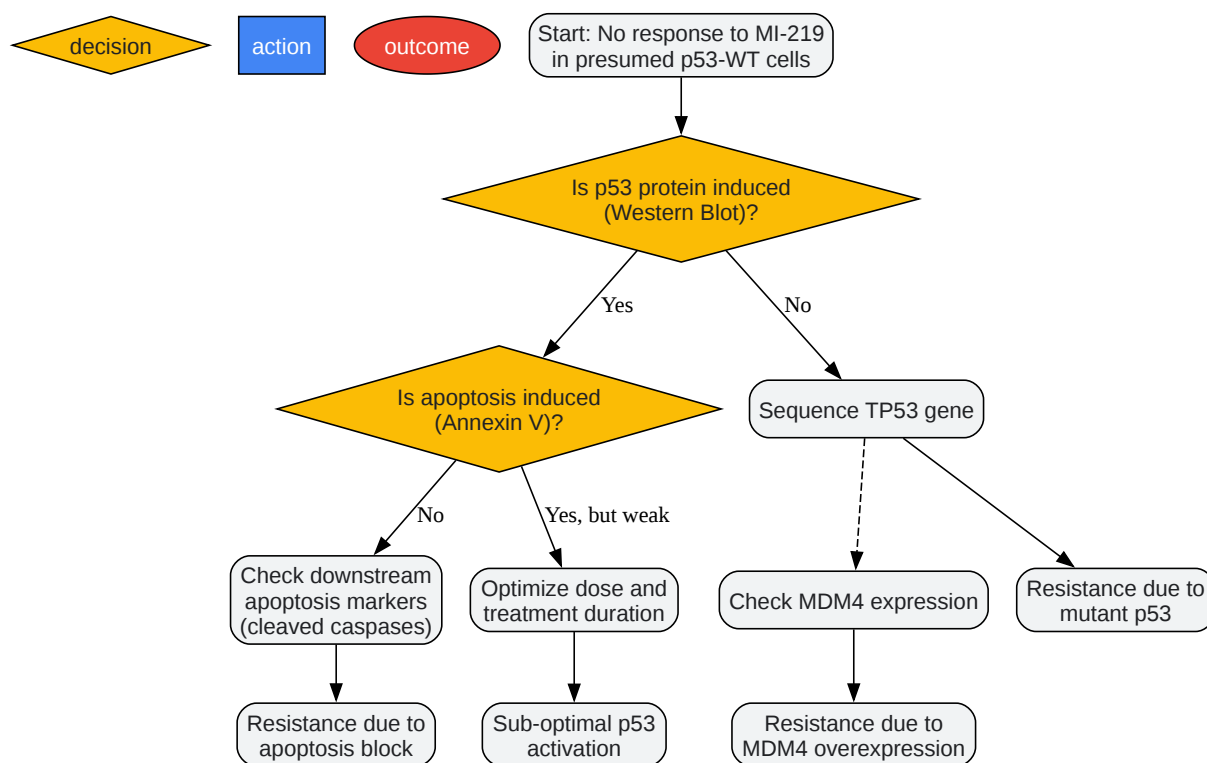 decision
action
outcome
Start: No response to MI-219
in presumed p53-WT cells
Is p53 protein induced
(Western Blot)?
Yes
No
Is apoptosis induced
(Annexin V)?
Sequence TP53 gene
No
Yes, but weak
Check downstream
apoptosis markers
(cleaved caspases)
Optimize dose and
treatment duration
Check MDM4 expression
Resistance due to
mutant p53
Resistance due to
apoptosis block
Sub-optimal p53
activation
Resistance due to
MDM4 overexpression